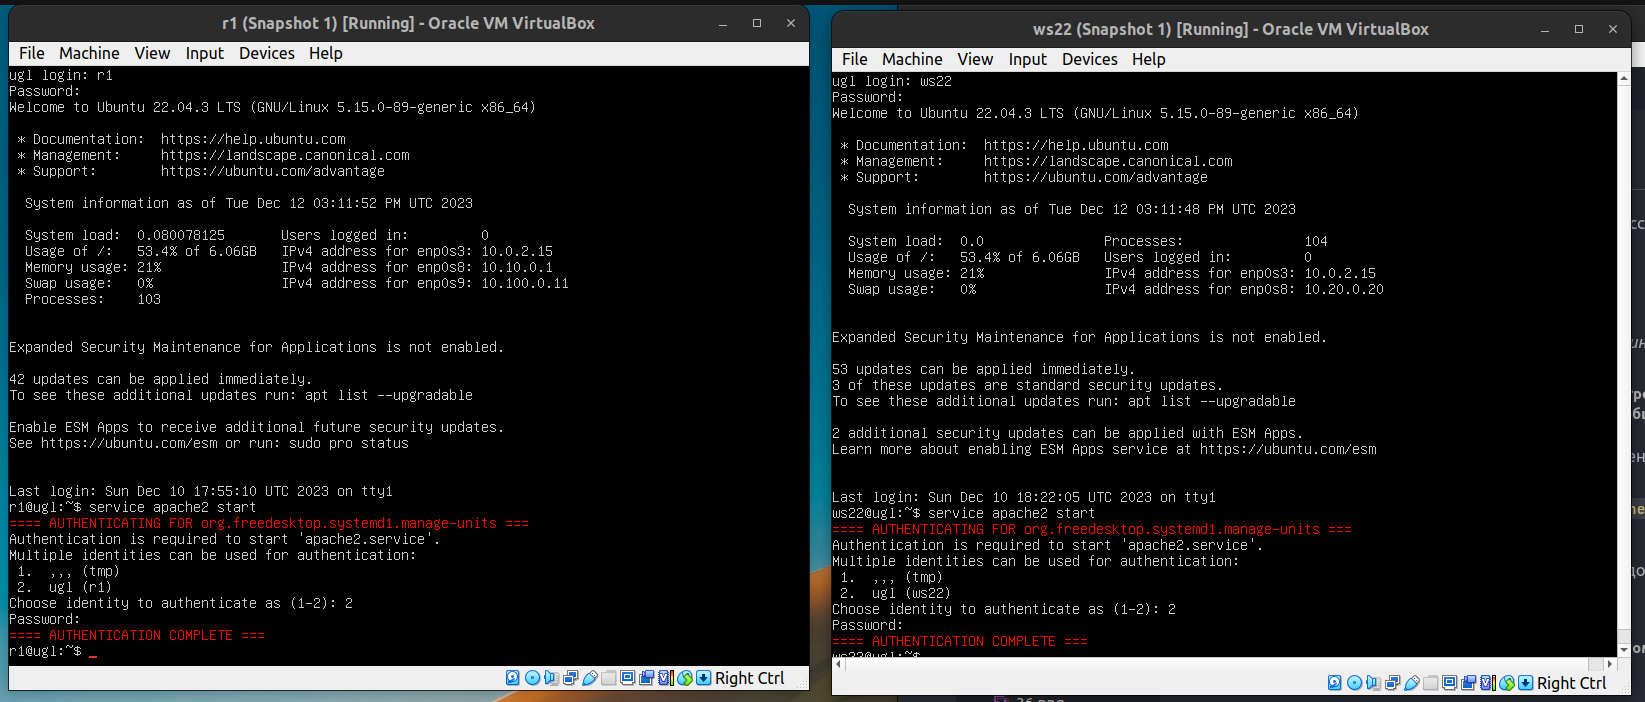 r1 (Snapshot 1) [Running] - Oracle VM VirtualBox
File Machine View Input Devices Help
ugl login: r1
Password:
Welcome to Ubuntu 22.04.3 LTS (GNU/Linux 5.15.0-89-generic x86_64)
* Documentation: https://help.ubuntu.com
* Management: https://landscape.canonical.com
* Support: https://ubuntu.com/advantage
System information as of Tue Dec 12 03:11:52 PM UTC 2023
System load: 0.080078125 Users logged in: 0
Usage of /: 53.4% of 6.06GB IPv4 address for enp0s3: 10.0.2.15
Memory usage: 21% IPv4 address for enp0s8: 10.10.0.1
Swap usage: 0% IPv4 address for enp0s9: 10.100.0.11
Processes: 103
Expanded Security Maintenance for Applications is not enabled.
42 updates can be applied immediately.
To see these additional updates run: apt list --upgradable
Enable ESM Apps to receive additional future security updates.
See https://ubuntu.com/esm or run: sudo pro status
Last login: Sun Dec 10 17:55:10 UTC 2023 on tty1
r1@ugl:~$ service apache2 start
==== AUTHENTICATING FOR org.freedesktop.systemd1.manage-units ===
Authentication is required to start 'apache2.service'.
Multiple identities can be used for authentication:
1. ,,, (tmp)
2. ugl (r1)
Choose identity to authenticate as (1-2): 2
Password:
==== AUTHENTICATION COMPLETE ===
r1@ugl:~$ _
Right Ctrl
ws22 (Snapshot 1) [Running] - Oracle VM VirtualBox
File Machine View Input Devices Help
ugl login: ws22
Password:
Welcome to Ubuntu 22.04.3 LTS (GNU/Linux 5.15.0-89-generic x86_64)
* Documentation: https://help.ubuntu.com
* Management: https://landscape.canonical.com
* Support: https://ubuntu.com/advantage
System information as of Tue Dec 12 03:11:48 PM UTC 2023
System load: 0.0 Processes: 104
Usage of /: 53.4% of 6.06GB Users logged in: 0
Memory usage: 21% IPv4 address for enp0s3: 10.0.2.15
Swap usage: 0% IPv4 address for enp0s8: 10.20.0.20
Expanded Security Maintenance for Applications is not enabled.
53 updates can be applied immediately.
3 of these updates are standard security updates.
To see these additional updates run: apt list --upgradable
2 additional security updates can be applied with ESM Apps.
Learn more about enabling ESM Apps service at https://ubuntu.com/esm
Last login: Sun Dec 10 18:22:05 UTC 2023 on tty1
ws22@ugl:~$ service apache2 start
==== AUTHENTICATING FOR org.freedesktop.systemd1.manage-units ===
Authentication is required to start 'apache2.service'.
Multiple identities can be used for authentication:
1. ,,, (tmp)
2. ugl (ws22)
Choose identity to authenticate as (1-2): 2
Password:
==== AUTHENTICATION COMPLETE ===
ws22@ugl:~$
Right Ctrl